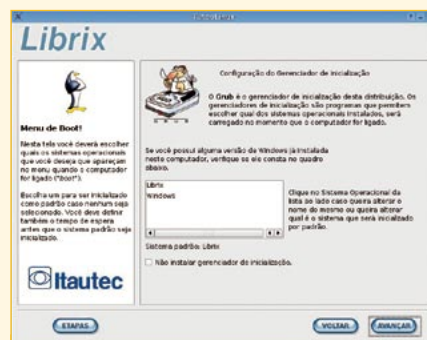 Librix
Menu de Boot!
Nesta tela você deverá escolher
quais os sistemas operacionais
que você deseja que apareçam
no menu quando o computador
for ligado ("boot").
Escolha um para ser inicializado
como padrão caso nenhum seja
selecionado. Você deve definir
também o tempo de espera
antes que o sistema padrão seja
inicializado.
Itautec
Configuração do Gerenciador de Inicialização
O Grub é o gerenciador de inicialização desta distribuição. Os
gerenciadores de inicialização são programas que permitem
escolher qual dos sistemas operacionais instalados, será
carregado no momento que o computador for ligado.
GRUB
Se você possui alguma versão de Windows já instalada
neste computador, verifique se ele consta no quadro
abaixo.
Librix
Windows
Clique no Sistema Operacional da
lista ao lado caso queira alterar o
nome do mesmo ou queira alterar
qual é o sistema que será inicializado
por padrão.
Sistema padrão: Librix
Não instalar gerenciador de inicialização.
ETAPAS
VOLTAR
AVANÇAR